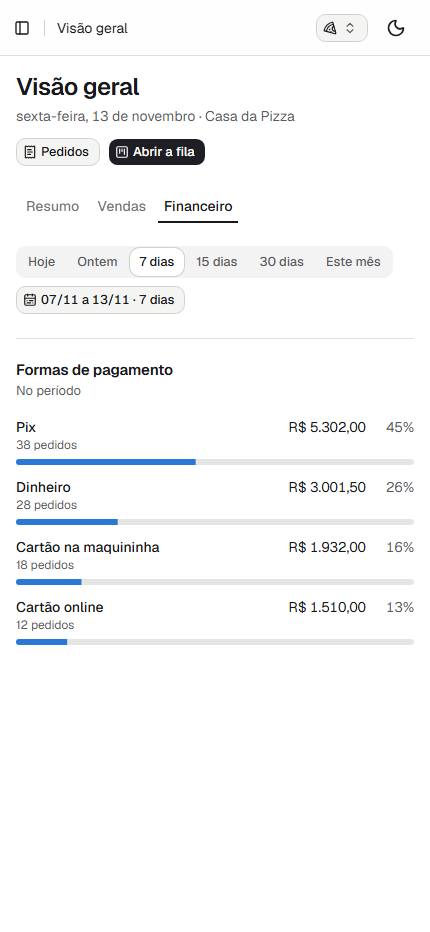 Visão geral
Visão geral
sexta-feira, 13 de novembro · Casa da Pizza
Pedidos
Abrir a fila
Resumo Vendas Financeiro
Hoje Ontem 7 dias 15 dias 30 dias Este mês
07/11 a 13/11 · 7 dias
Formas de pagamento
No período
Pix R$ 5.302,00 45%
38 pedidos
Dinheiro R$ 3.001,50 26%
28 pedidos
Cartão na maquininha R$ 1.932,00 16%
18 pedidos
Cartão online R$ 1.510,00 13%
12 pedidos